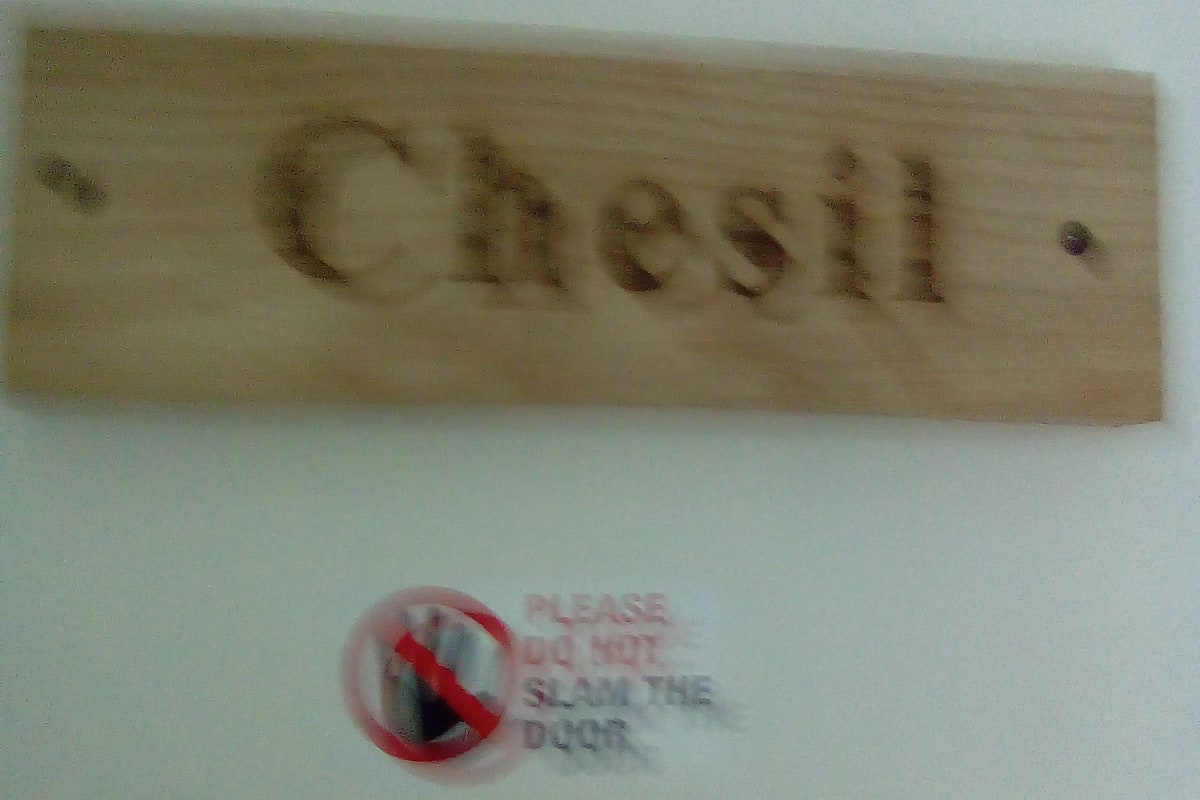 Chesil
PLEASE
DO NOT
SLAM THE
DOOR